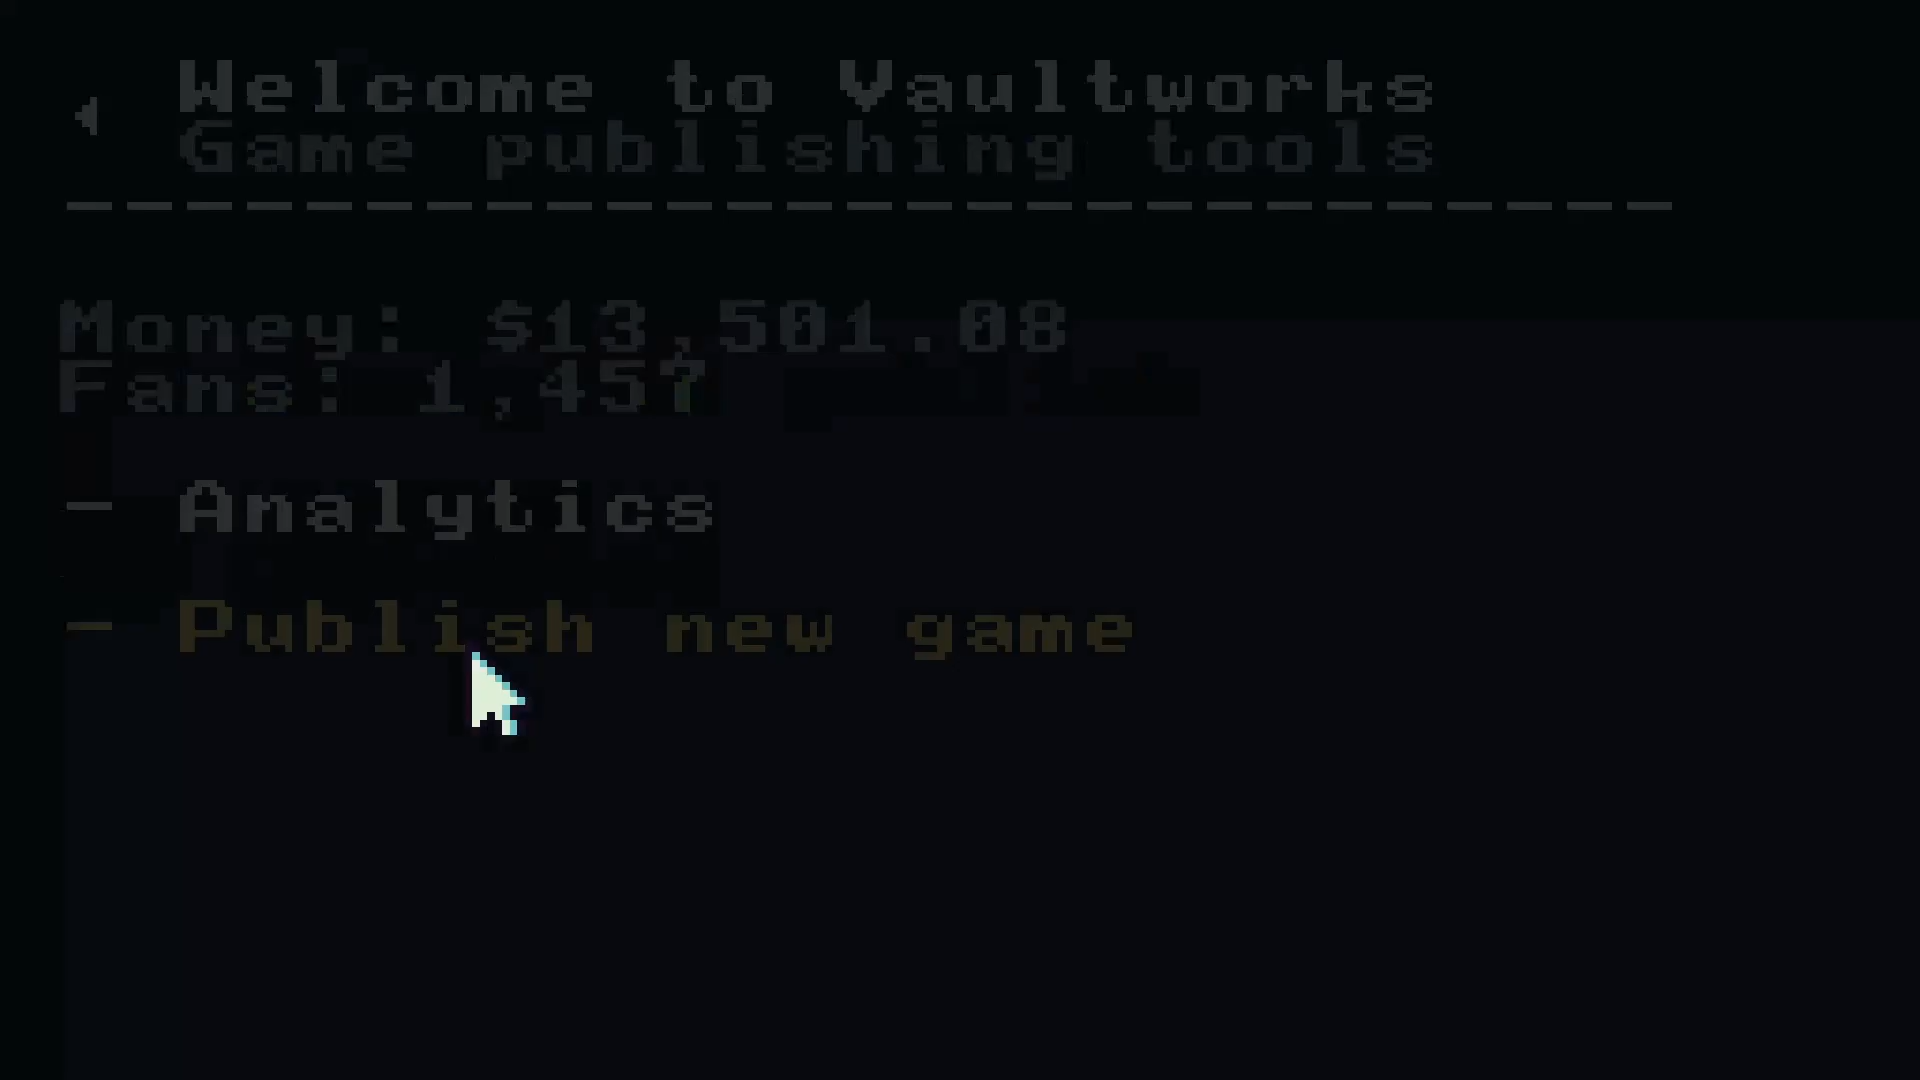 Welcome to Vaultworks
Game publishing tools
Money: $13,501.08
Fans: 1,457
- Analytics
- Publish new game